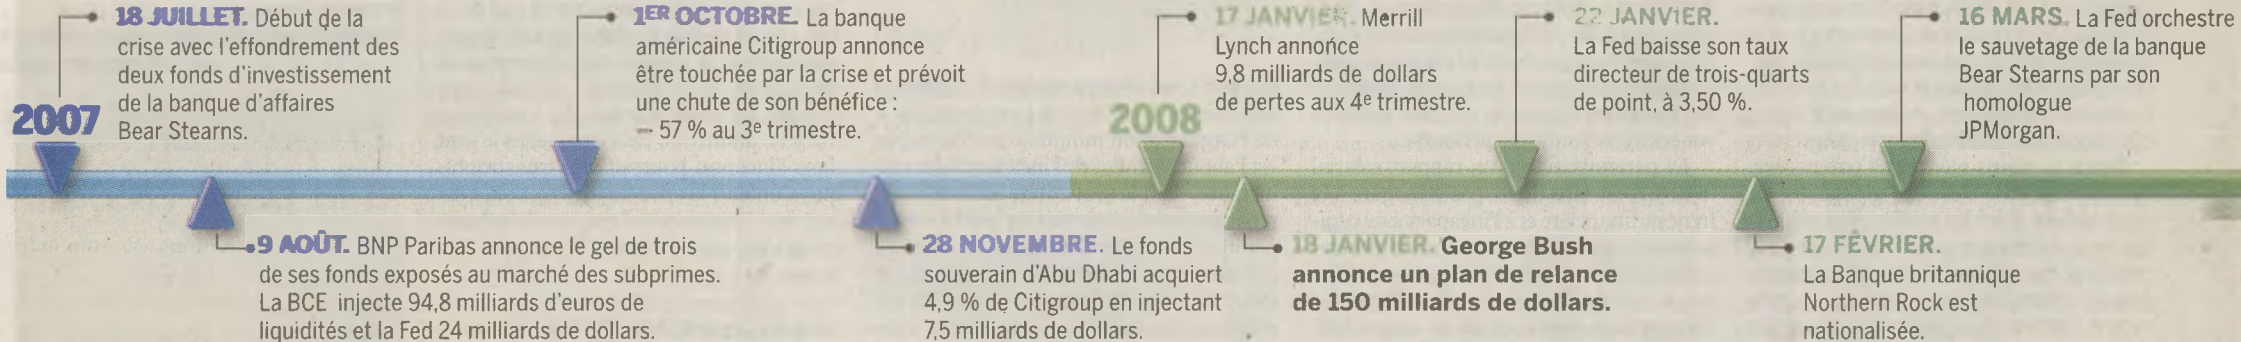 2007
18 JUILLET. Début de la
crise avec l'effondrement des
deux fonds d'investissement
de la banque d'affaires
Bear Stearns.
9 AOÛT. BNP Paribas annonce le gel de trois
de ses fonds exposés au marché des subprimes.
La BCE injecte 94,8 milliards d'euros de
liquidités et la Fed 24 milliards de dollars.
1ER OCTOBRE. La banque
américaine Citigroup annonce
être touchée par la crise et prévoit
une chute de son bénéfice :
– 57 % au 3e trimestre.
28 NOVEMBRE. Le fonds
souverain d'Abu Dhabi acquiert
4,9 % de Citigroup en injectant
7,5 milliards de dollars.
2008
17 JANVIER. Merrill
Lynch annonce
9,8 milliards de dollars
de pertes aux 4e trimestre.
18 JANVIER. George Bush
annonce un plan de relance
de 150 milliards de dollars.
22 JANVIER.
La Fed baisse son taux
directeur de trois-quarts
de point, à 3,50 %.
17 FÉVRIER.
La Banque britannique
Northern Rock est
nationalisée.
16 MARS. La Fed orchestre
le sauvetage de la banque
Bear Stearns par son
homologue
JPMorgan.